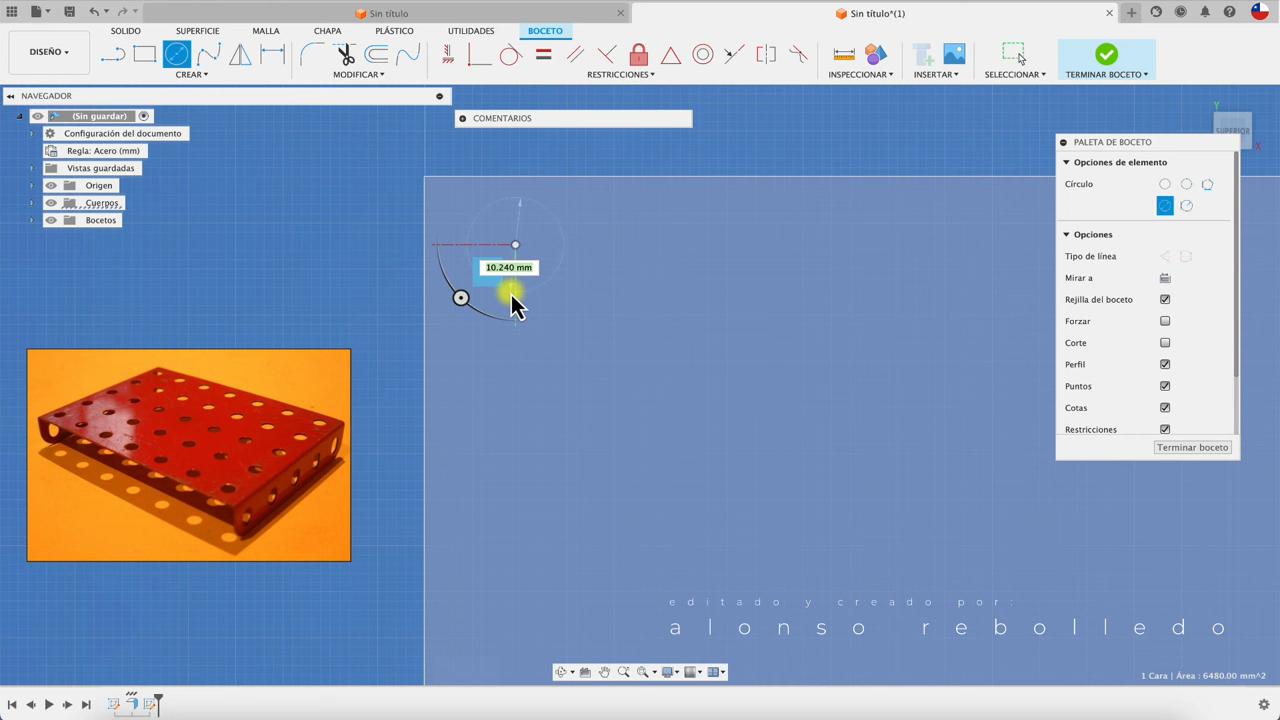 Sin título
Sin título*(1)
DISEÑO
SÓLIDO
SUPERFICIE
MALLA
CHAPA
PLÁSTICO
UTILIDADES
BOCETO
CREAR
MODIFICAR
RESTRICCIONES
INSPECCIONAR
INSERTAR
SELECCIONAR
TERMINAR BOCETO
NAVEGADOR
(Sin guardar)
Configuración del documento
Regla: Acero (mm)
Vistas guardadas
Origen
Cuerpos
Bocetos
COMENTARIOS
Y
SUPERIOR
X
PALETA DE BOCETO
Opciones de elemento
Círculo
Opciones
Tipo de línea
Mirar a
Rejilla del boceto
Forzar
Corte
Perfil
Puntos
Cotas
Restricciones
Terminar boceto
10.240 mm
editado y creado por:
alonso rebolledo
1 Cara | Área : 6480.00 mm^2